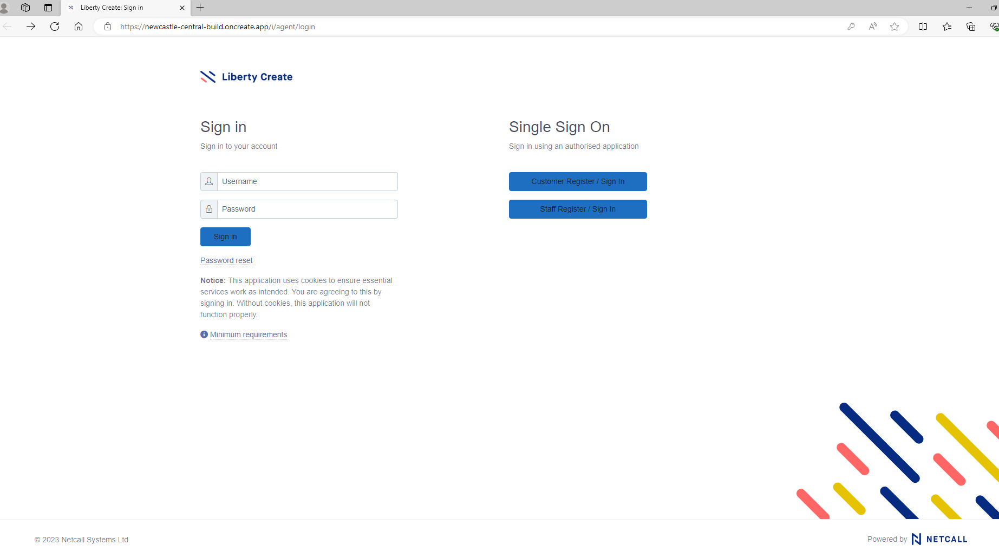 Liberty Create: Sign in
https://newcastle-central-build.oncreate.app/i/agent/login
Liberty Create
Sign in
Sign in to your account
Username
Password
Sign in
Password reset
Notice: This application uses cookies to ensure essential
services work as intended. You are agreeing to this by
signing in. Without cookies, this application will not
function properly.
Minimum requirements
Single Sign On
Sign in using an authorised application
Customer Register / Sign In
Staff Register / Sign In
© 2023 Netcall Systems Ltd
Powered by NETCALL